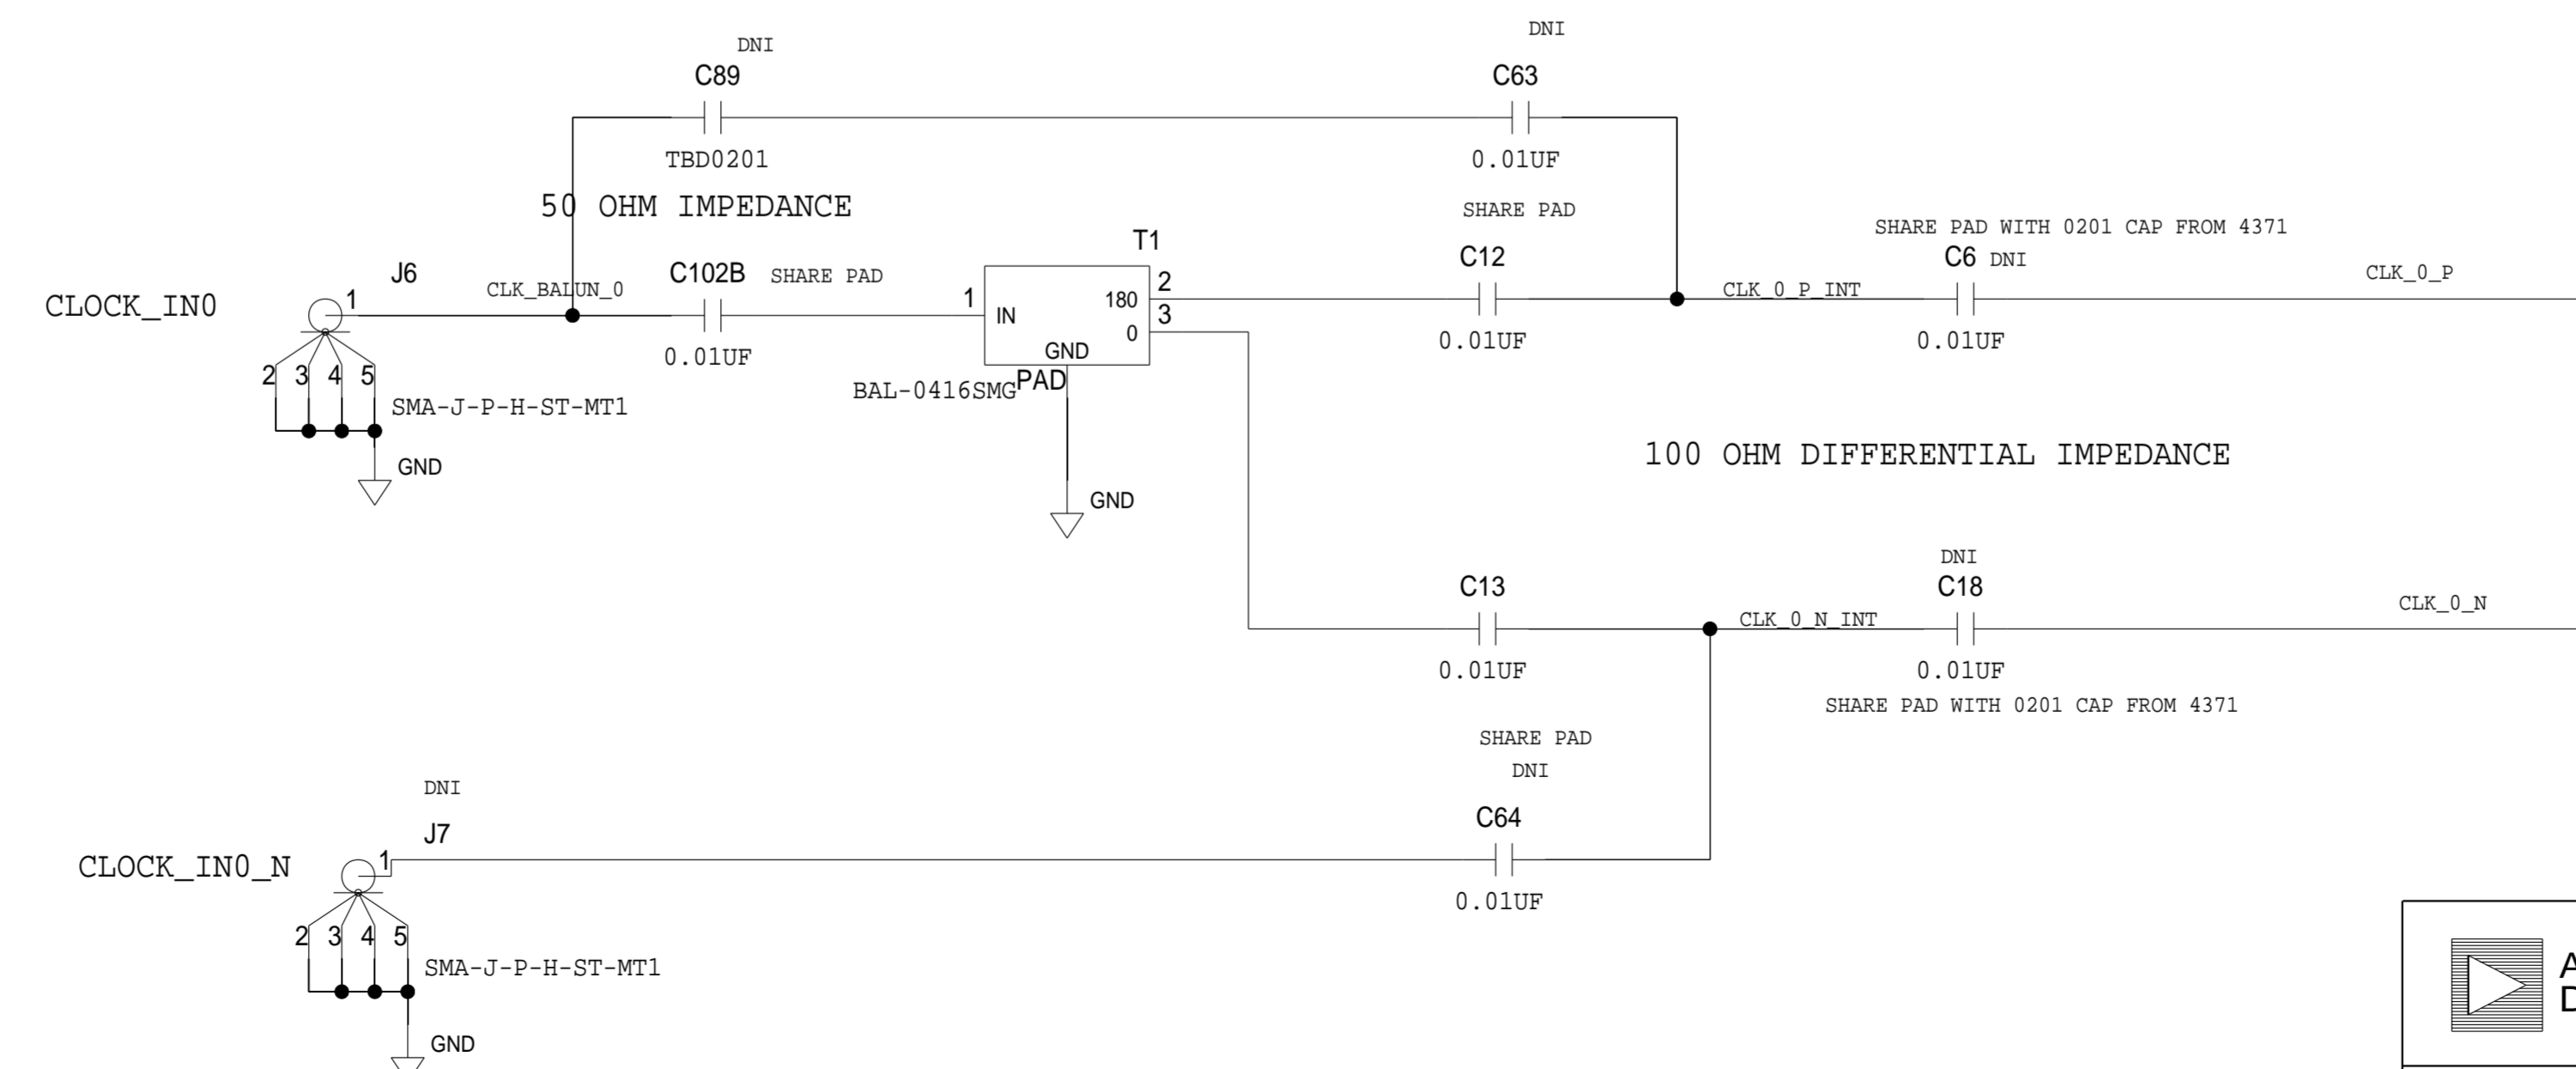 DNI
DNI
C89
C63
TBD0201
0.01UF
50 OHM IMPEDANCE
SHARE PAD
SHARE PAD WITH 0201 CAP FROM 4371
T1
C12
C6 DNI
J6
C102B SHARE PAD
CLK_0_P
CLOCK_IN0
1
CLK_BALUN_0
1
IN
180
2
0
3
GND
CLK_0_P_INT
0.01UF
0.01UF
0.01UF
2 3 4 5
BAL-0416SMG
PAD
SMA-J-P-H-ST-MT1
GND
GND
100 OHM DIFFERENTIAL IMPEDANCE
DNI
C13
C18
CLK_0_N_INT
CLK_0_N
0.01UF
0.01UF
SHARE PAD WITH 0201 CAP FROM 4371
SHARE PAD
DNI
DNI
C64
J7
CLOCK_IN0_N
1
0.01UF
2 3 4 5
SMA-J-P-H-ST-MT1
GND
A
D